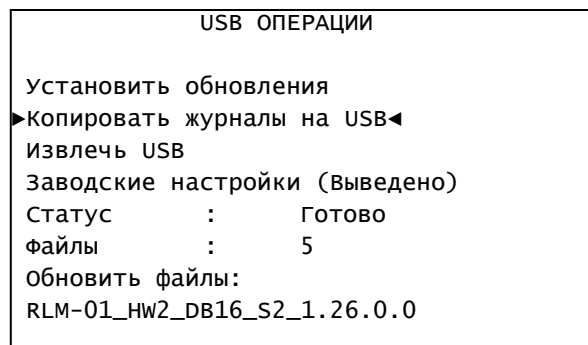 USB ОПЕРАЦИИ
Установить обновления
►Копировать журналы на USB◄
Извлечь USB
Заводские настройки (Выведено)
Статус : Готово
Файлы : 5
Обновить файлы:
RLM-01_HW2_DB16_S2_1.26.0.0